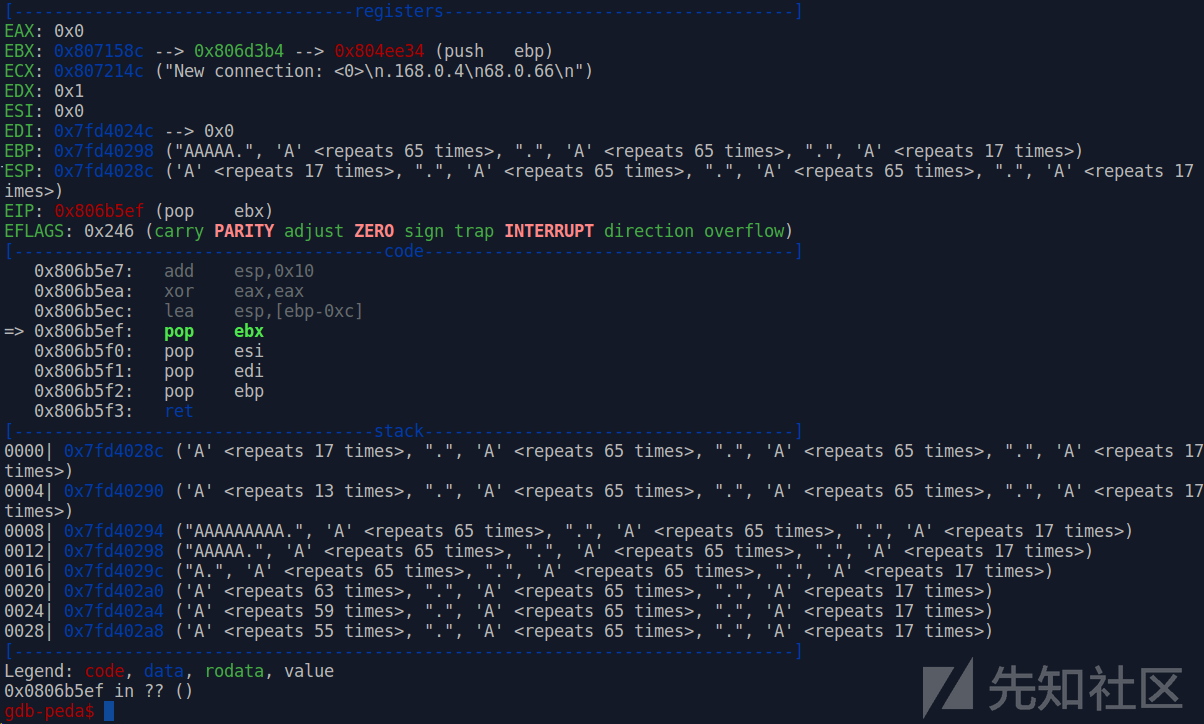 [----------------------------------registers-----------------------------------]
EAX: 0x0
EBX: 0x807158c --> 0x806d3b4 --> 0x804ee34 (push   ebp)
ECX: 0x807214c ("New connection: <0>\n.168.0.4\n68.0.66\n")
EDX: 0x1
ESI: 0x0
EDI: 0x7fd4024c --> 0x0
EBP: 0x7fd40298 ("AAAAA.", 'A' <repeats 65 times>, ".", 'A' <repeats 65 times>, ".", 'A' <repeats 17 times>)
ESP: 0x7fd4028c ('A' <repeats 17 times>, ".", 'A' <repeats 65 times>, ".", 'A' <repeats 65 times>, ".", 'A' <repeats 17 t
imes>)
EIP: 0x806b5ef (pop    ebx)
EFLAGS: 0x246 (carry PARITY adjust ZERO sign trap INTERRUPT direction overflow)
[-------------------------------------code-------------------------------------]
   0x806b5e7:   add    esp,0x10
   0x806b5ea:   xor    eax,eax
   0x806b5ec:   lea    esp,[ebp-0xc]
=> 0x806b5ef:   pop    ebx
   0x806b5f0:   pop    esi
   0x806b5f1:   pop    edi
   0x806b5f2:   pop    ebp
   0x806b5f3:   ret
[------------------------------------stack-------------------------------------]
0000| 0x7fd4028c ('A' <repeats 17 times>, ".", 'A' <repeats 65 times>, ".", 'A' <repeats 65 times>, ".", 'A' <repeats 17
times>)
0004| 0x7fd40290 ('A' <repeats 13 times>, ".", 'A' <repeats 65 times>, ".", 'A' <repeats 65 times>, ".", 'A' <repeats 17
times>)
0008| 0x7fd40294 ("AAAAAAAAA.", 'A' <repeats 65 times>, ".", 'A' <repeats 65 times>, ".", 'A' <repeats 17 times>)
0012| 0x7fd40298 ("AAAAA.", 'A' <repeats 65 times>, ".", 'A' <repeats 65 times>, ".", 'A' <repeats 17 times>)
0016| 0x7fd4029c ("A.", 'A' <repeats 65 times>, ".", 'A' <repeats 65 times>, ".", 'A' <repeats 17 times>)
0020| 0x7fd402a0 ('A' <repeats 63 times>, ".", 'A' <repeats 65 times>, ".", 'A' <repeats 17 times>)
0024| 0x7fd402a4 ('A' <repeats 59 times>, ".", 'A' <repeats 65 times>, ".", 'A' <repeats 17 times>)
0028| 0x7fd402a8 ('A' <repeats 55 times>, ".", 'A' <repeats 65 times>, ".", 'A' <repeats 17 times>)
[------------------------------------------------------------------------------]
Legend: code, data, rodata, value
0x0806b5ef in ?? ()
gdb-peda$
先知社区